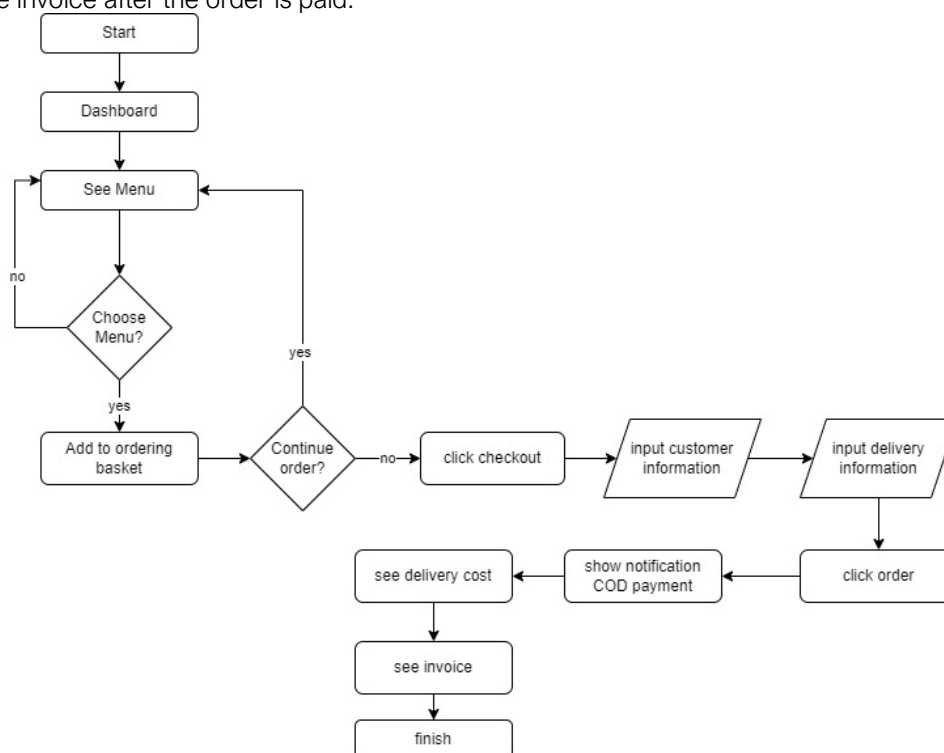 e invoice after the order is paid.
Start
Dashboard
See Menu
no
Choose
Menu?
yes
Add to ordering
basket
yes
Continue
order?
no
click checkout
input customer
information
input delivery
information
click order
show notification
COD payment
see delivery cost
see invoice
finish